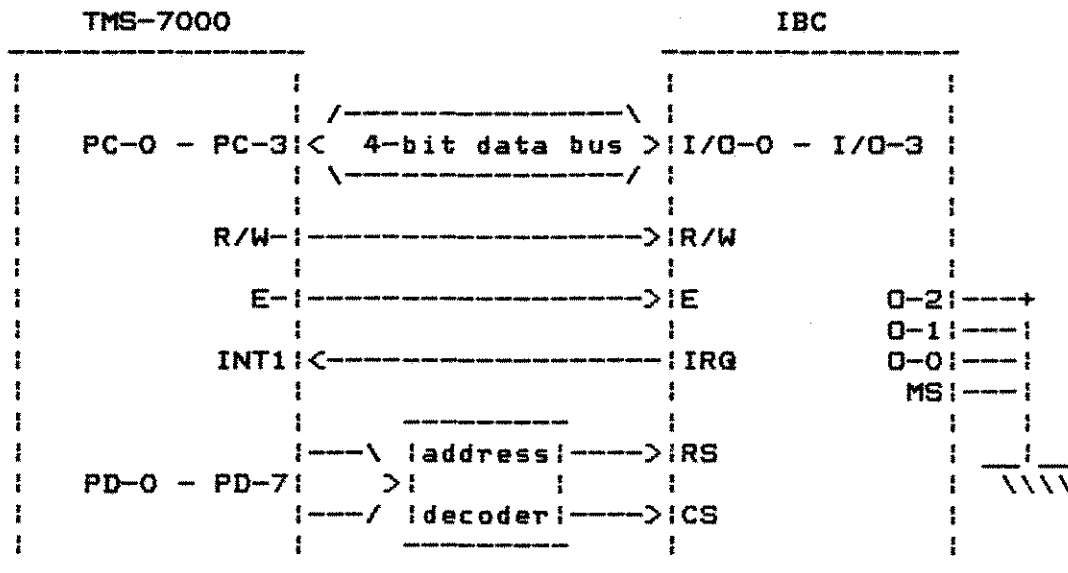 TMS-7000 IBC
PC-0 - PC-3 < 4-bit data bus > I/O-0 - I/O-3
R/W- R/W
E- E O-2
O-1
INT1 IRQ O-0
MS
address RS
PD-0 - PD-7
decoder CS